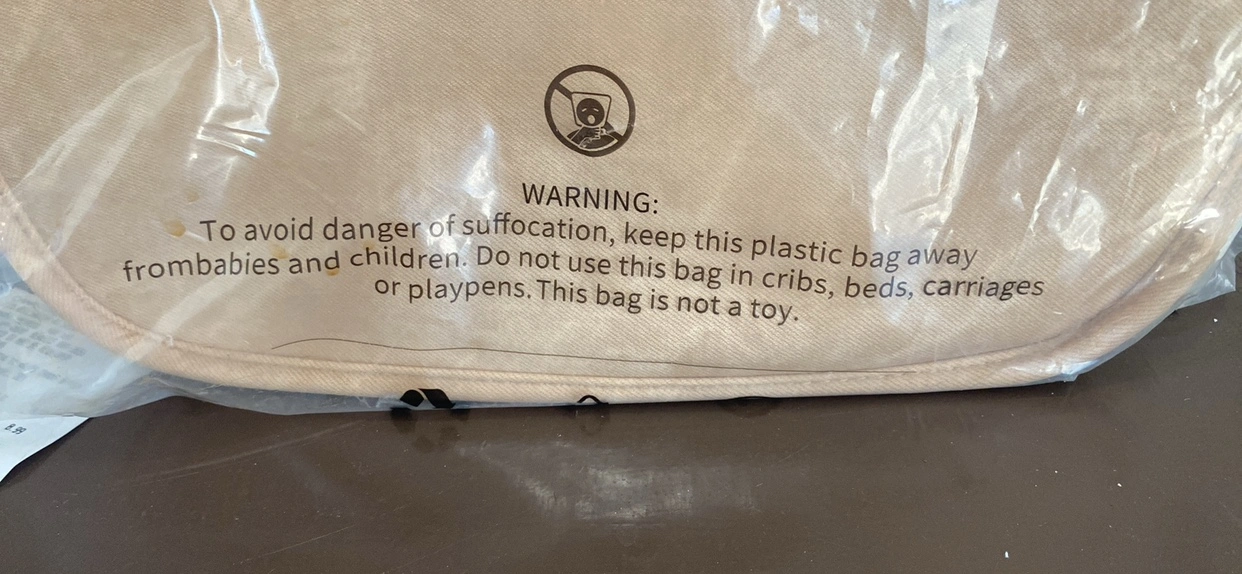 WARNING:
To avoid danger of suffocation, keep this plastic bag away
frombabies and children. Do not use this bag in cribs, beds, carriages
or playpens. This bag is not a toy.